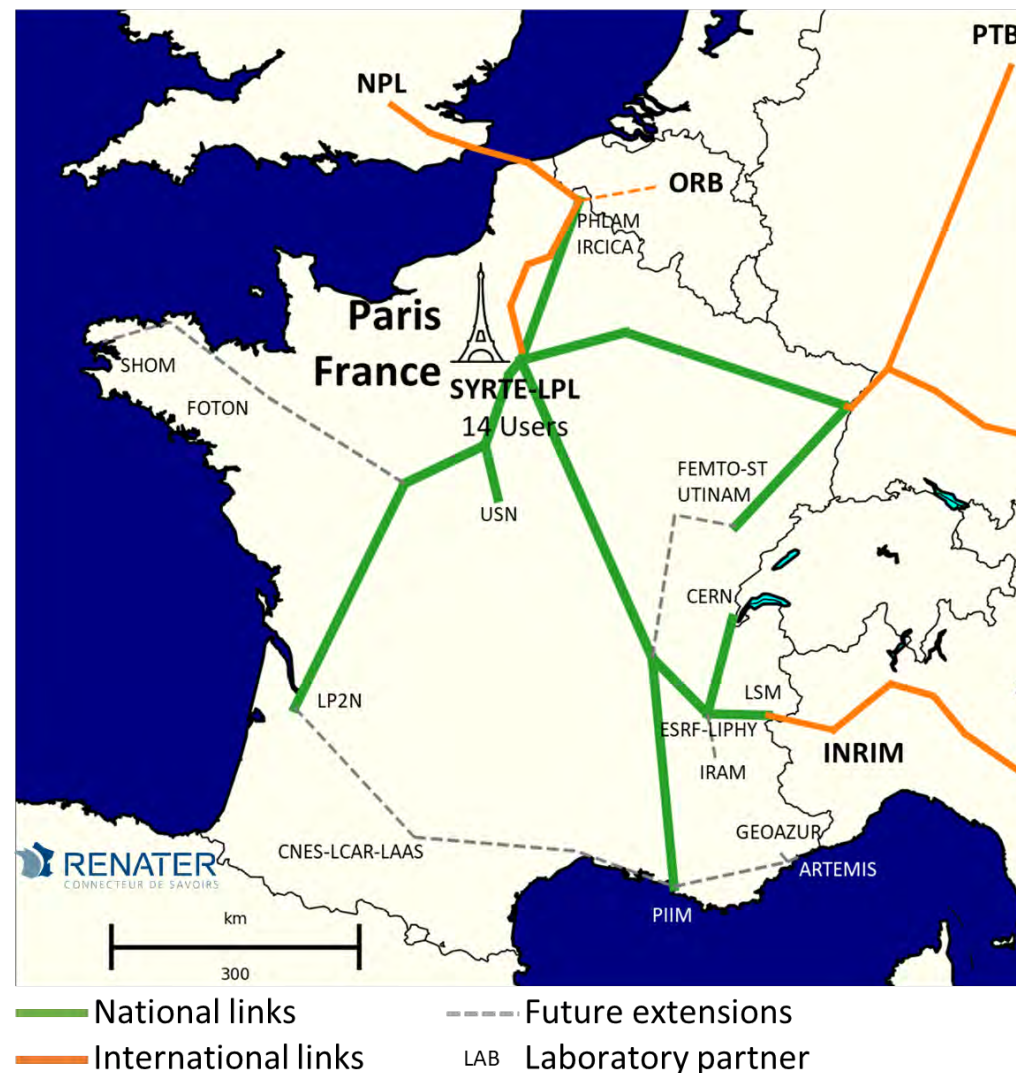 PTB
NPL
ORB
PHLAM
IRCICA
Paris
France
SYRTE-LPL
14 Users
SHOM
FOTON
FEMTO-ST
UTINAM
USN
CERN
LP2N
LSM
ESRF-LIPHY
INRIM
IRAM
GEOAZUR
CNES-LCAR-LAAS
ARTEMIS
RENATER
CONNECTEUR DE SAVOIRS
PIIM
km
300
National links
Future extensions
International links
LAB Laboratory partner